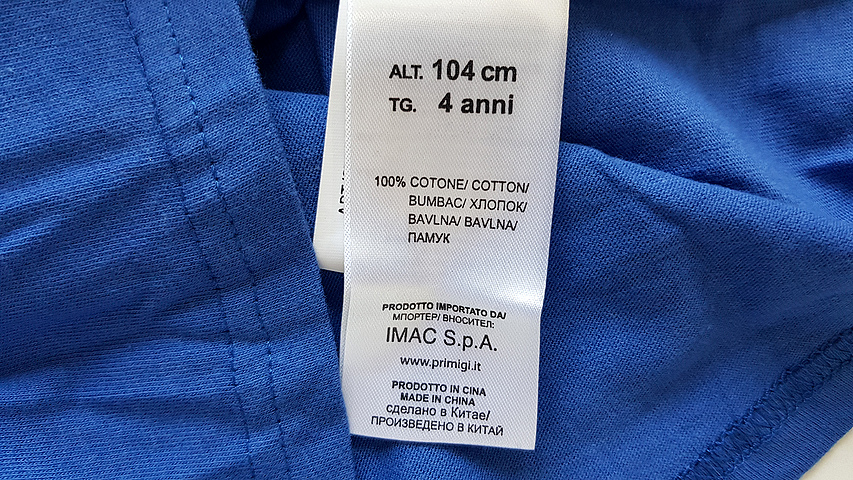 ALT. 104 cm
TG. 4 anni
100% COTONE/ COTTON/
BUMBAC/ ХЛОПОК/
BAVLNA/ BAVLNA/
ПАМУК
PRODOTTO IMPORTATO DA/
МПОРТЕР/ ВНОСИТЕЛ:
IMAC S.p.A.
www.primigi.it
PRODOTTO IN CINA
MADE IN CHINA
сделано в Китае/
ПРОИЗВЕДЕНО В КИТАЙ